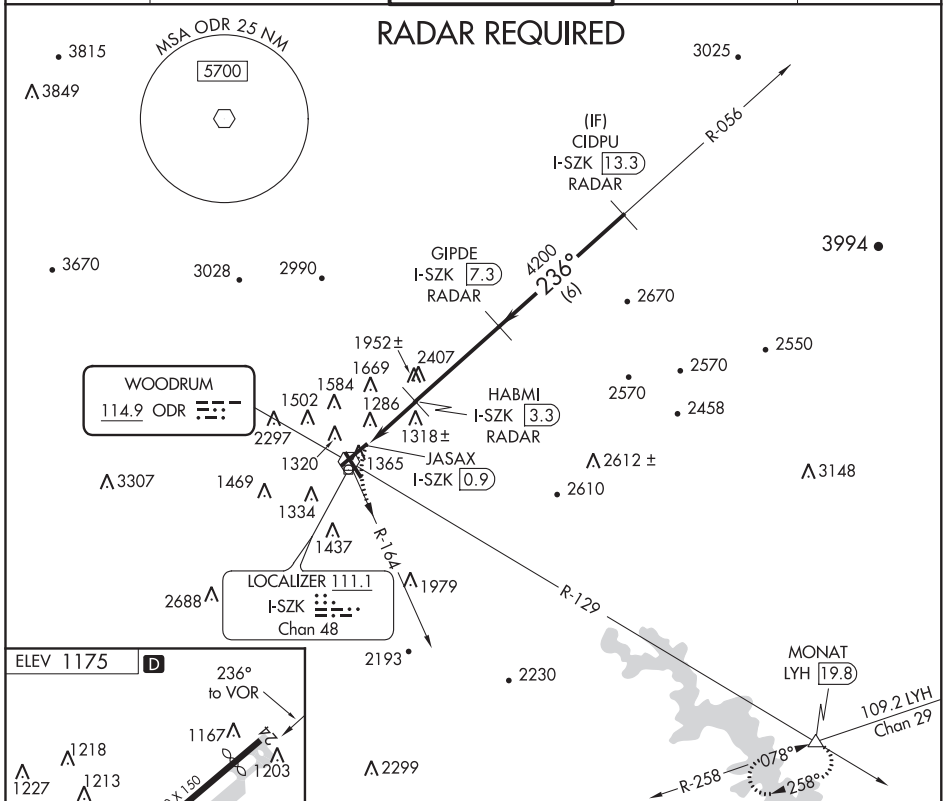 RADAR REQUIRED
MSA ODR 25 NM
5700
3815
3849
3025
R-056
(IF)
CIDPU
I-SZK 13.3
RADAR
3994
3670
3028
2990
GIPDE
I-SZK 7.3
RADAR
4200
236°
(6)
2670
2550
2570
2570
2458
1952±
2407
1669
1584
1502
1286
2297
1320
1318±
1365
WOODRUM
114.9 ODR
HABMI
I-SZK 3.3
RADAR
JASAX
I-SZK 0.9
2612 ±
2610
3148
3307
1469
1334
1437
R-164
1979
LOCALIZER 111.1
I-SZK
Chan 48
2688
2193
2230
R-129
MONAT
LYH 19.8
109.2 LYH
Chan 29
R-258
078°
258°
2299
ELEV 1175
D
236°
to VOR
24
1167
1203
1218
1227
1213
X 150